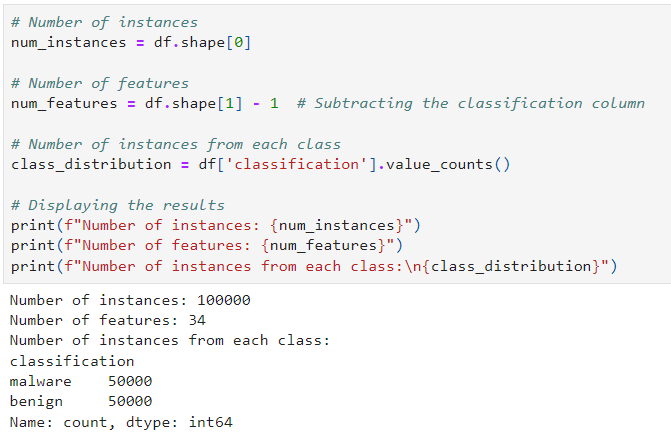 # Number of instances
num_instances = df.shape[0]
# Number of features
num_features = df.shape[1] - 1  # Subtracting the classification column
# Number of instances from each class
class_distribution = df['classification'].value_counts()
# Displaying the results
print(f"Number of instances: {num_instances}")
print(f"Number of features: {num_features}")
print(f"Number of instances from each class:\n{class_distribution}")
Number of instances: 100000
Number of features: 34
Number of instances from each class:
classification
malware    50000
benign     50000
Name: count, dtype: int64